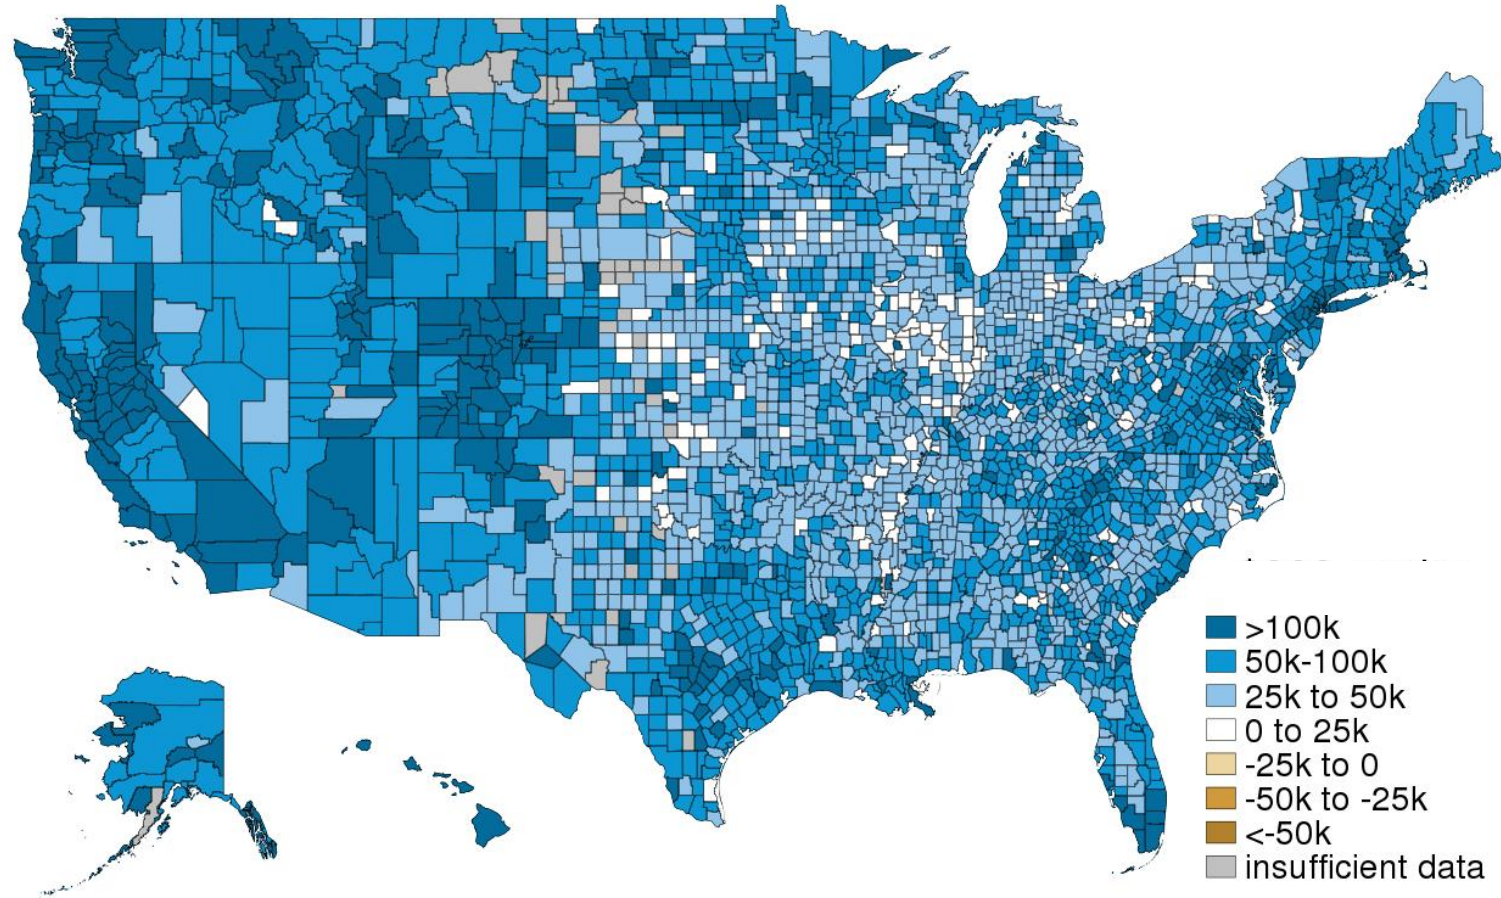 >100k
50k-100k
25k to 50k
0 to 25k
-25k to 0
-50k to -25k
<-50k
insufficient data